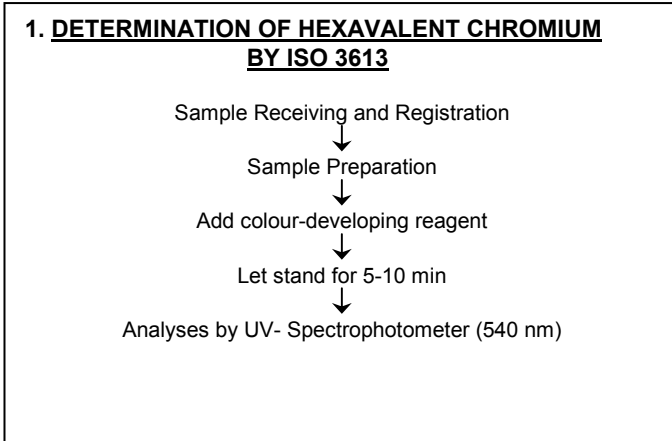 1. DETERMINATION OF HEXAVALENT CHROMIUM
BY ISO 3613
Sample Receiving and Registration
Sample Preparation
Add colour-developing reagent
Let stand for 5-10 min
Analyses by UV- Spectrophotometer (540 nm)